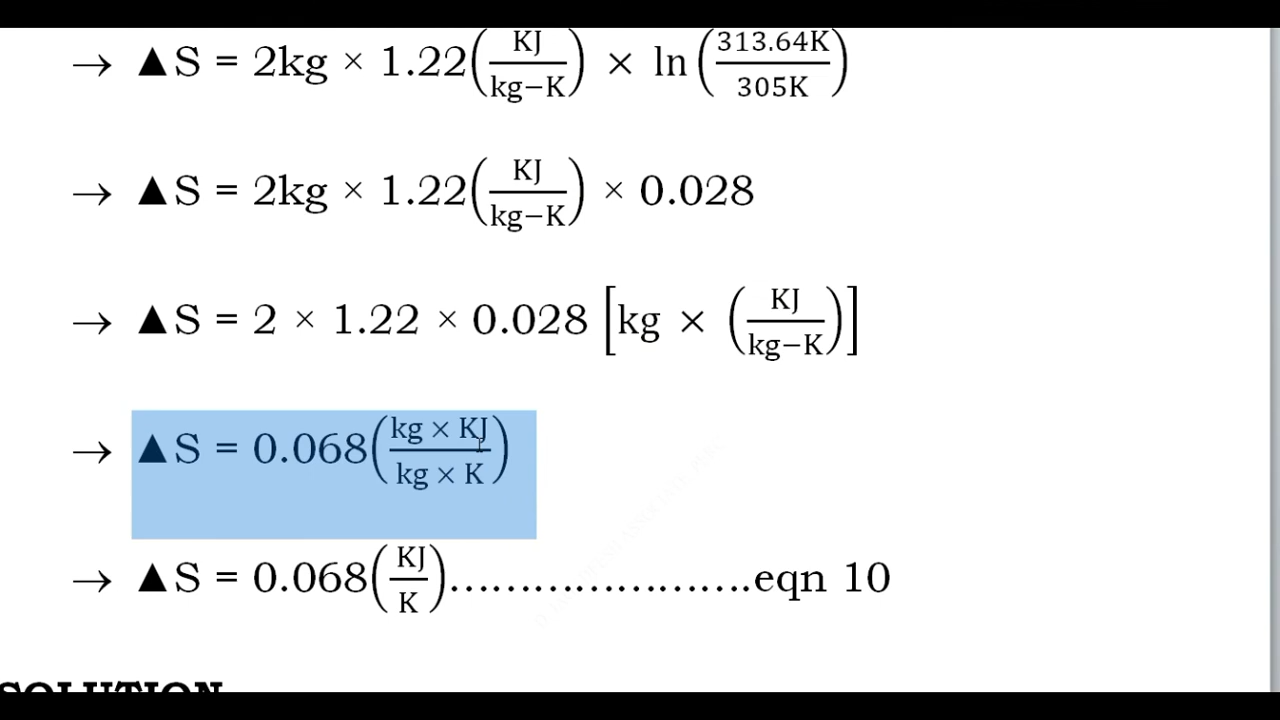 → ▲S = 2kg × 1.22(KJ/kg−K) × ln(313.64K/305K)
→ ▲S = 2kg × 1.22(KJ/kg−K) × 0.028
→ ▲S = 2 × 1.22 × 0.028 [kg × (KJ/kg−K)]
→ ▲S = 0.068(kg × KJ/kg × K)
→ ▲S = 0.068(KJ/K)......................eqn 10
SOLUTION